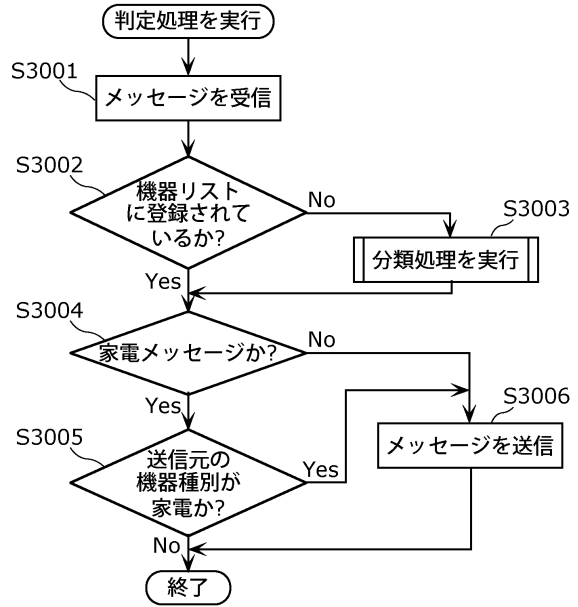 判定処理を実行
S3001
メッセージを受信
S3002
機器リスト
に登録されて
いるか?
No
S3003
分類処理を実行
Yes
S3004
家電メッセージか?
No
Yes
S3006
メッセージを送信
S3005
送信元の
機器種別が
家電か?
Yes
No
終了